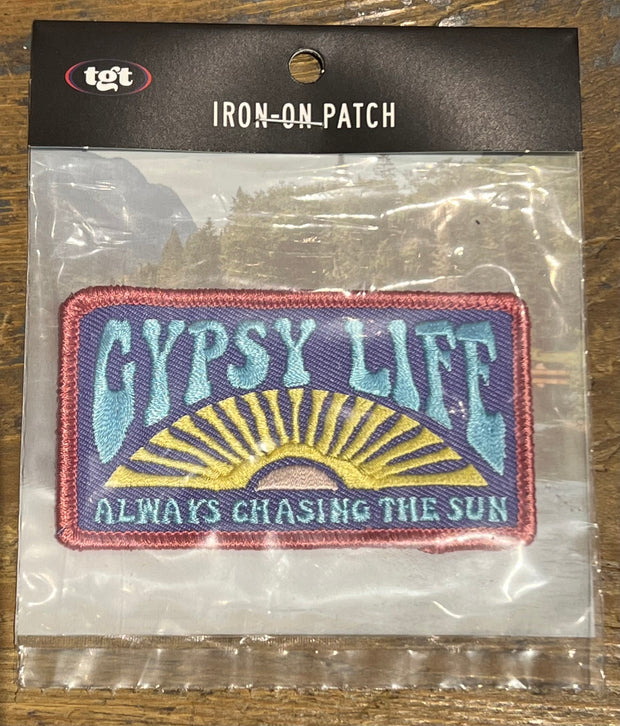 tgt
IRON-ON PATCH
GYPSY LIFE
ALWAYS CHASING THE SUN